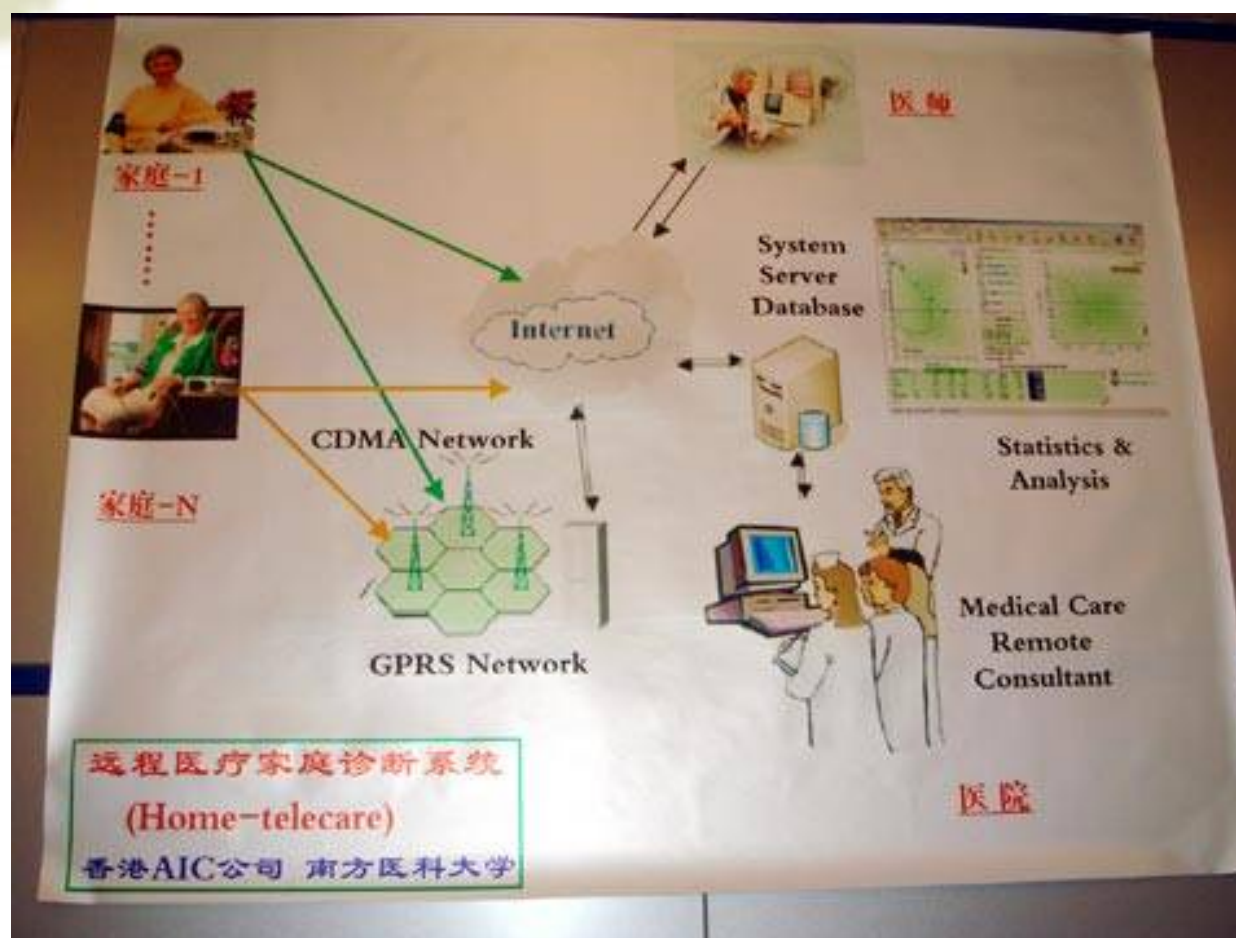 家庭-1
医 师
System
Server
Database
Internet
CDMA Network
Statistics &
Analysis
家庭-N
GPRS Network
Medical Care
Remote
Consultant
医 院
远程医疗家庭诊断系统
(Home-telecare)
香港AIC公司 南方医科大学